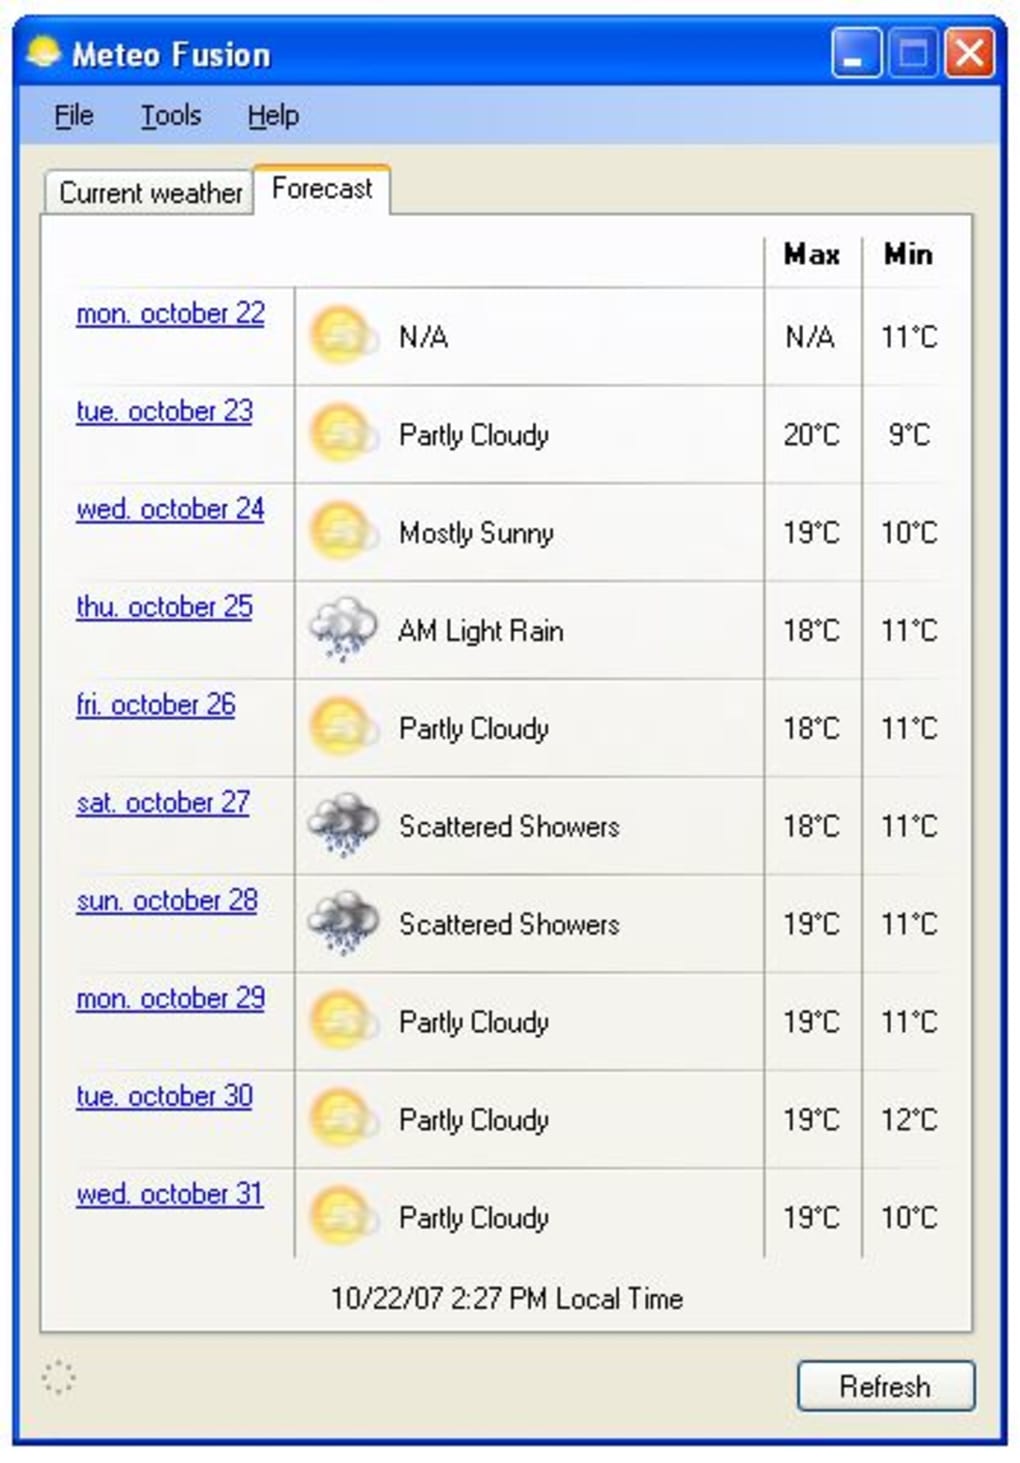 Meteo Fusion
File Tools Help
Current weather Forecast
Max Min
mon. october 22 N/A N/A 11°C
tue. october 23 Partly Cloudy 20°C 9°C
wed. october 24 Mostly Sunny 19°C 10°C
thu. october 25 AM Light Rain 18°C 11°C
fri. october 26 Partly Cloudy 18°C 11°C
sat. october 27 Scattered Showers 18°C 11°C
sun. october 28 Scattered Showers 19°C 11°C
mon. october 29 Partly Cloudy 19°C 11°C
tue. october 30 Partly Cloudy 19°C 12°C
wed. october 31 Partly Cloudy 19°C 10°C
10/22/07 2:27 PM Local Time
Refresh